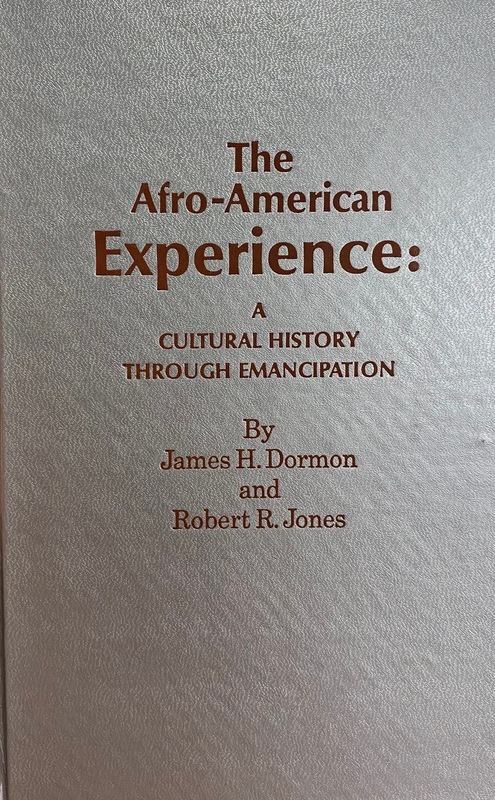 The
Afro-American
Experience:
A
CULTURAL HISTORY
THROUGH EMANCIPATION
By
James H. Dormon
and
Robert R. Jones